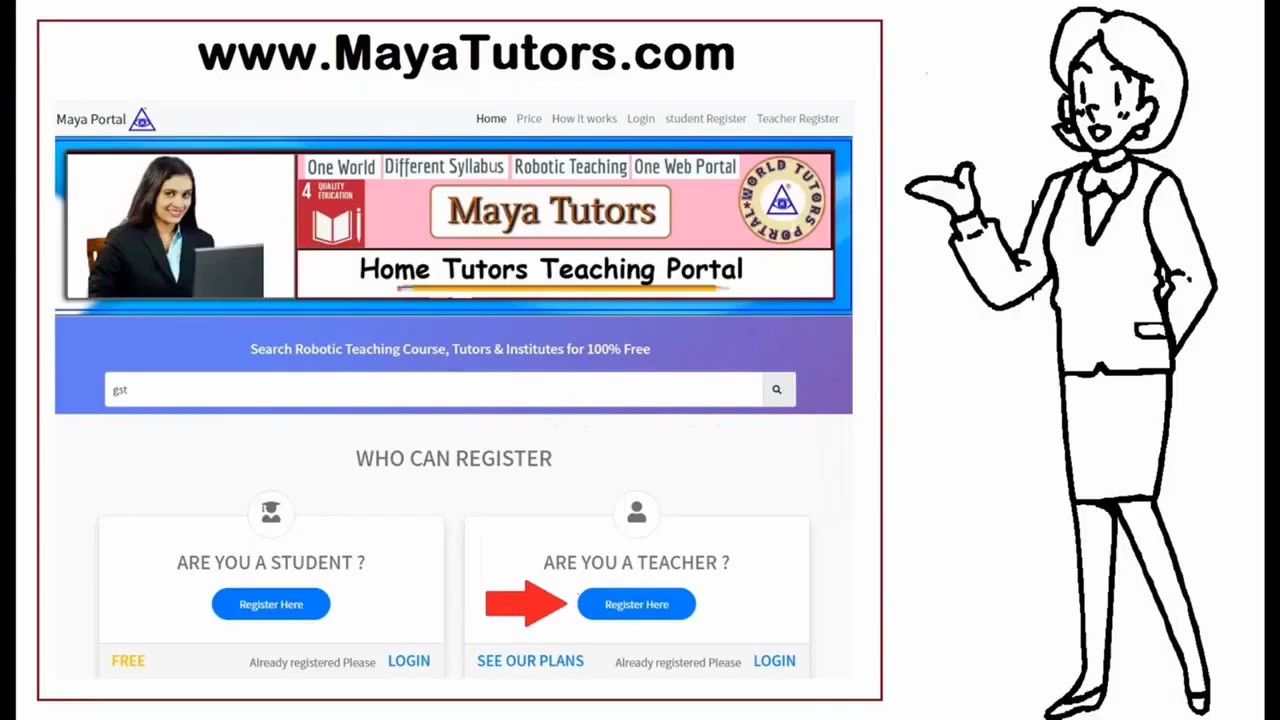 www.MayaTutors.com
Maya Portal
Home Price How it works Login student Register Teacher Register
One World Different Syllabus Robotic Teaching One Web Portal
4 QUALITY EDUCATION
Maya Tutors
WORLD TUTORS PORTAL
Home Tutors Teaching Portal
Search Robotic Teaching Course, Tutors & Institutes for 100% Free
gst
WHO CAN REGISTER
ARE YOU A STUDENT ?
Register Here
FREE Already registered Please LOGIN
ARE YOU A TEACHER ?
Register Here
SEE OUR PLANS Already registered Please LOGIN